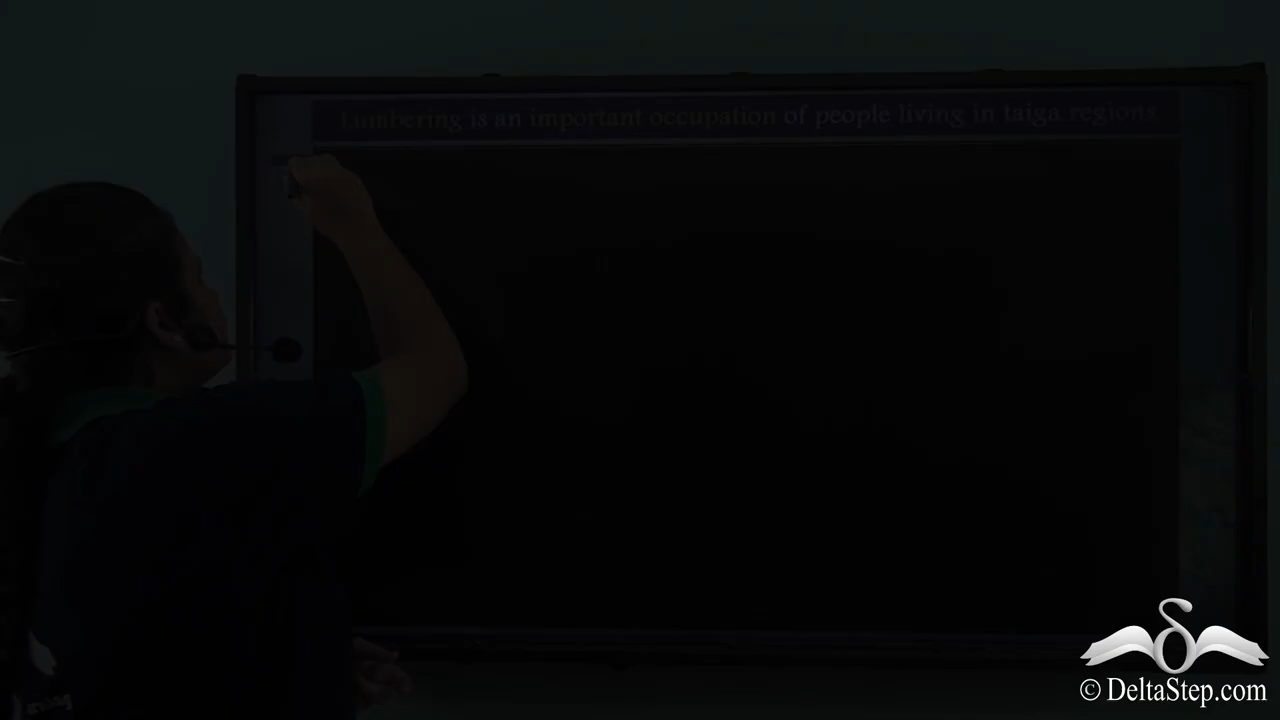 Lumbering is an important occupation of people living in taiga regions
© DeltaStep.com